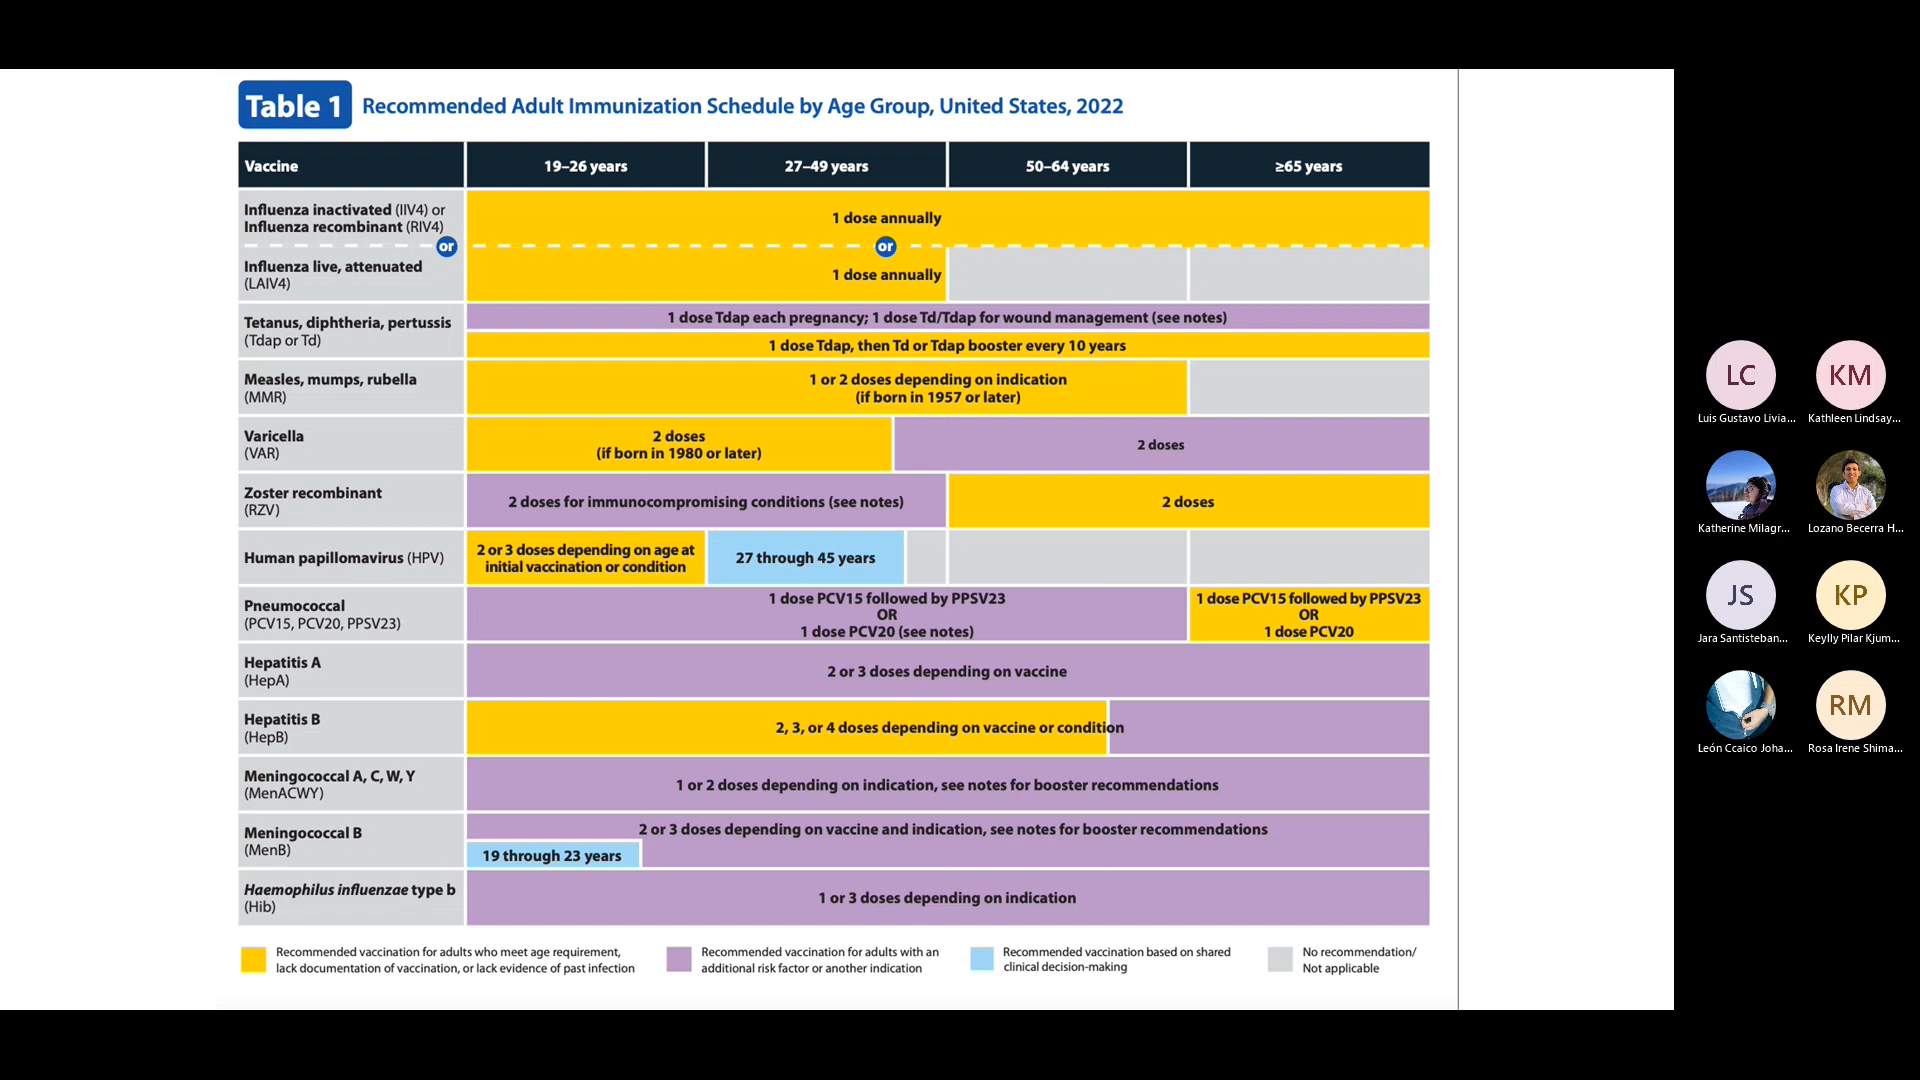 Table 1 Recommended Adult Immunization Schedule by Age Group, United States, 2022
Vaccine 19–26 years 27–49 years 50–64 years ≥65 years
Influenza inactivated (IIV4) or
Influenza recombinant (RIV4)
1 dose annually
or or
Influenza live, attenuated
(LAIV4)
1 dose annually
Tetanus, diphtheria, pertussis
(Tdap or Td)
1 dose Tdap each pregnancy; 1 dose Td/Tdap for wound management (see notes)
1 dose Tdap, then Td or Tdap booster every 10 years
Measles, mumps, rubella
(MMR)
1 or 2 doses depending on indication
(if born in 1957 or later)
Varicella
(VAR)
2 doses
(if born in 1980 or later)
2 doses
Zoster recombinant
(RZV)
2 doses for immunocompromising conditions (see notes)
2 doses
Human papillomavirus (HPV)
2 or 3 doses depending on age at
initial vaccination or condition
27 through 45 years
Pneumococcal
(PCV15, PCV20, PPSV23)
1 dose PCV15 followed by PPSV23
OR
1 dose PCV20 (see notes)
1 dose PCV15 followed by PPSV23
OR
1 dose PCV20
Hepatitis A
(HepA)
2 or 3 doses depending on vaccine
Hepatitis B
(HepB)
2, 3, or 4 doses depending on vaccine or condition
Meningococcal A, C, W, Y
(MenACWY)
1 or 2 doses depending on indication, see notes for booster recommendations
Meningococcal B
(MenB)
2 or 3 doses depending on vaccine and indication, see notes for booster recommendations
19 through 23 years
Haemophilus influenzae type b
(Hib)
1 or 3 doses depending on indication
Recommended vaccination for adults who meet age requirement,
lack documentation of vaccination, or lack evidence of past infection
Recommended vaccination for adults with an
additional risk factor or another indication
Recommended vaccination based on shared
clinical decision-making
No recommendation/
Not applicable
LC KM
Luis Gustavo Livia... Kathleen Lindsay...
Katherine Milagr... Lozano Becerra H...
JS KP
Jara Santisteban... Keylly Pilar Kjum...
RM
León Ccaico Joha... Rosa Irene Shima...